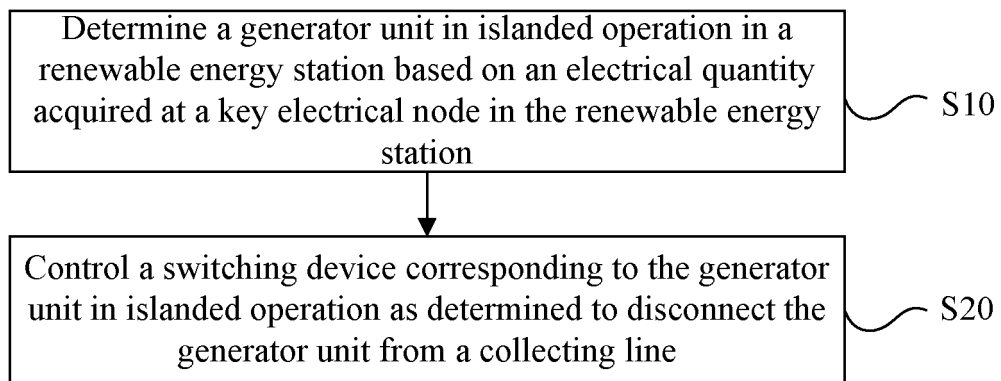 Determine a generator unit in islanded operation in a
renewable energy station based on an electrical quantity
acquired at a key electrical node in the renewable energy
station
S10
Control a switching device corresponding to the generator
unit in islanded operation as determined to disconnect the
generator unit from a collecting line
S20